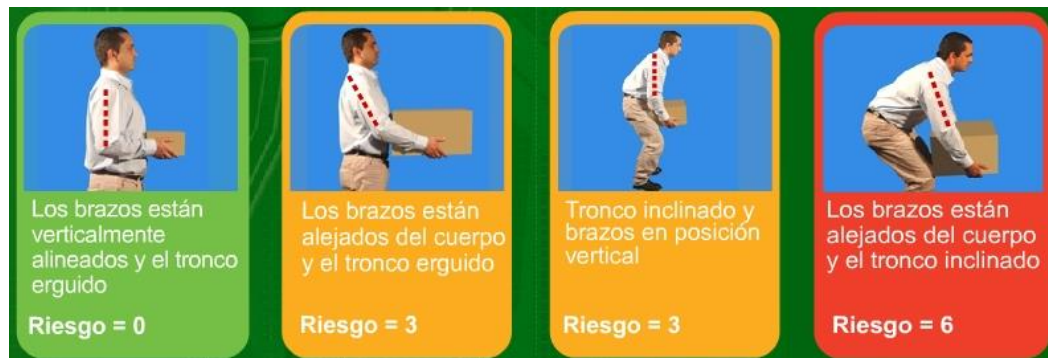 Los brazos están
verticalmente
alineados y el tronco
erguido
Riesgo = 0
Los brazos están
alejados del cuerpo
y el tronco erguido
Riesgo = 3
Tronco inclinado y
brazos en posición
vertical
Riesgo = 3
Los brazos están
alejados del cuerpo
y el tronco inclinado
Riesgo = 6